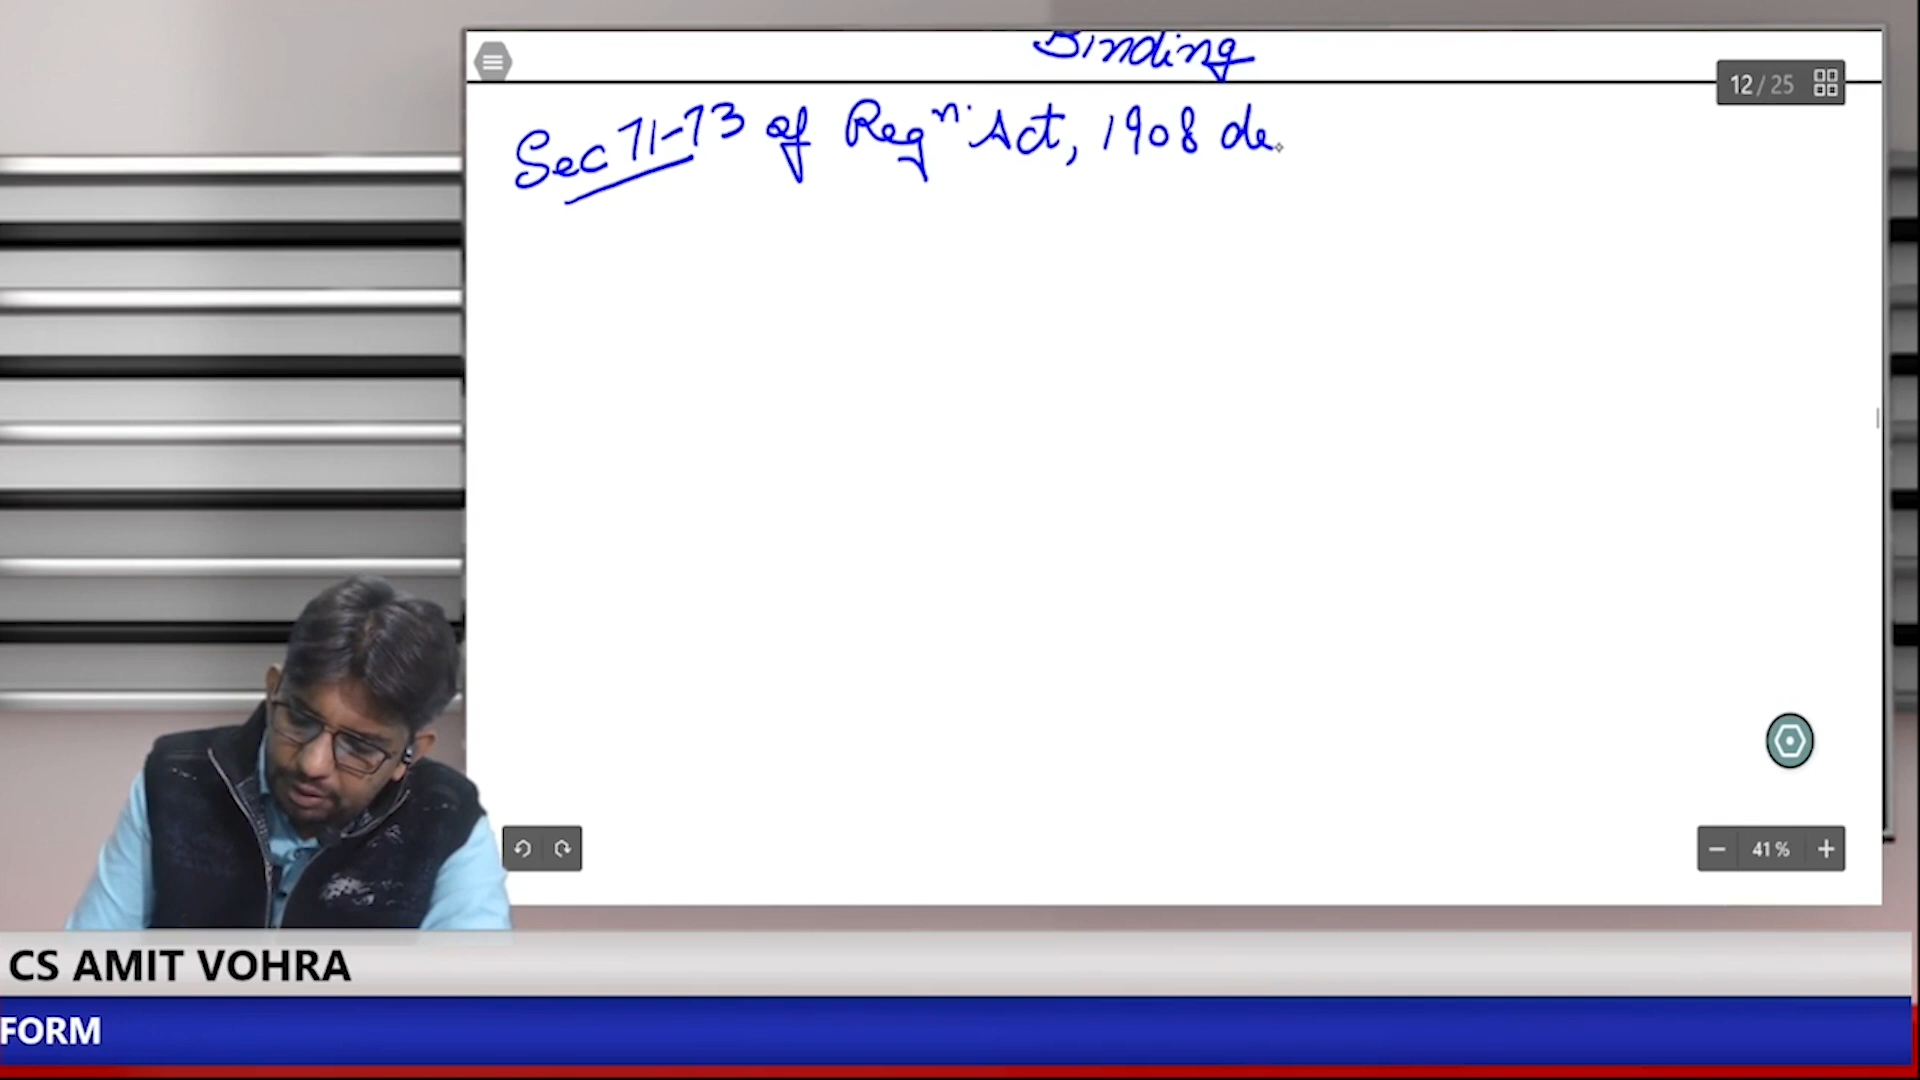 Binding
12 / 25
Sec 71-73 of Regⁿ. Act, 1908 de
41%
CS AMIT VOHRA
FORM